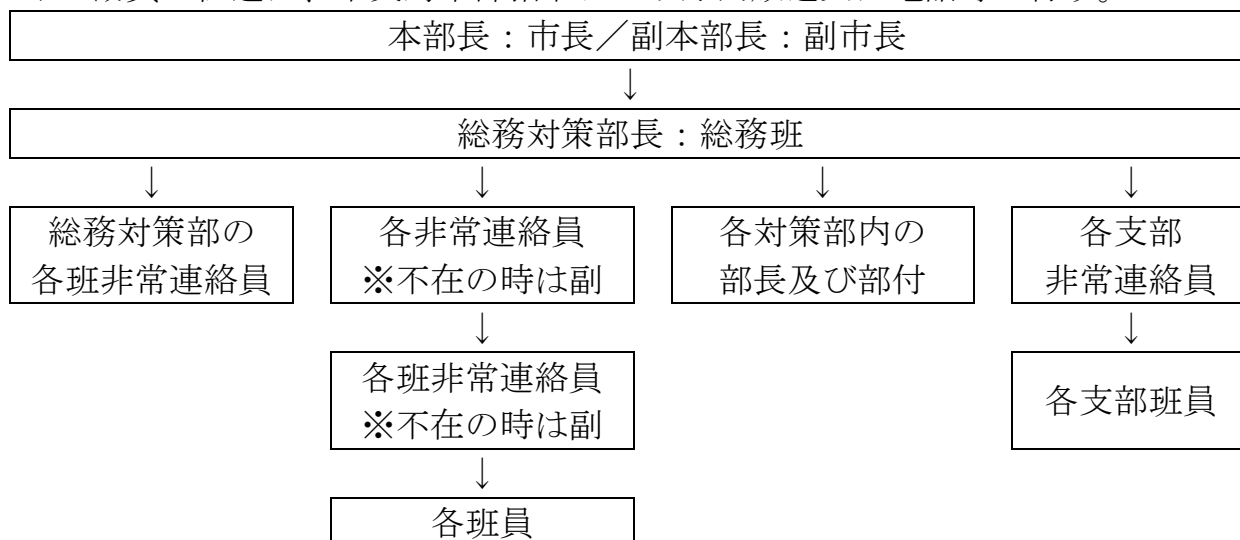 本部長：市長／副本部長：副市長
↓
総務対策部長：総務班
↓ ↓ ↓ ↓
総務対策部の
各班非常連絡員
各非常連絡員
※不在の時は副
各対策部内の
部長及び部付
各支部
非常連絡員
↓ ↓
各班非常連絡員
※不在の時は副
各支部班員
↓
各班員